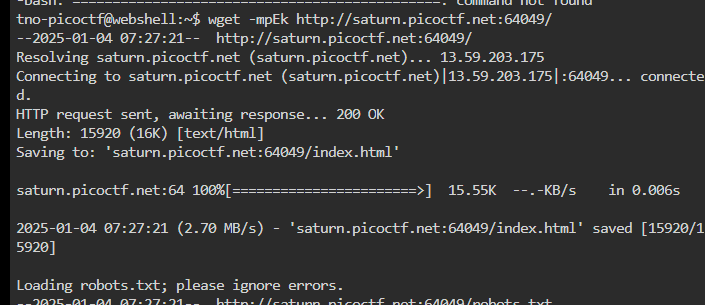 -bash: ================================================: command not found
tno-picoctf@webshell:~$ wget -mpEk http://saturn.picoctf.net:64049/
--2025-01-04 07:27:21--  http://saturn.picoctf.net:64049/
Resolving saturn.picoctf.net (saturn.picoctf.net)... 13.59.203.175
Connecting to saturn.picoctf.net (saturn.picoctf.net)|13.59.203.175|:64049... connecte
d.
HTTP request sent, awaiting response... 200 OK
Length: 15920 (16K) [text/html]
Saving to: 'saturn.picoctf.net:64049/index.html'
saturn.picoctf.net:64 100%[========================>]  15.55K  --.-KB/s    in 0.006s
2025-01-04 07:27:21 (2.70 MB/s) - 'saturn.picoctf.net:64049/index.html' saved [15920/1
5920]
Loading robots.txt; please ignore errors.
--2025-01-04 07:27:21--  http://saturn.picoctf.net:64049/robots.txt